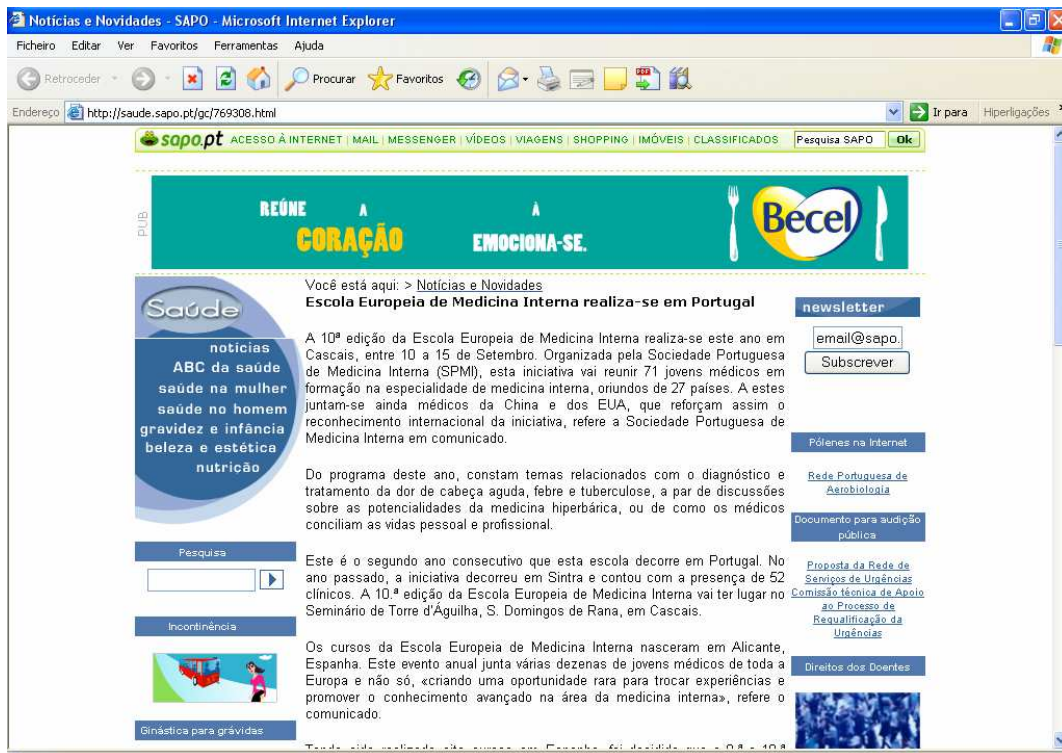 Notícias e Novidades - SAPO - Microsoft Internet Explorer
Ficheiro Editar Ver Favoritos Ferramentas Ajuda
Retroceder Procurar Favoritos
Endereço http://saude.sapo.pt/gc/769308.html Ir para Hiperligações
sapo.pt ACESSO À INTERNET | MAIL | MESSENGER | VÍDEOS | VIAGENS | SHOPPING | IMÓVEIS | CLASSIFICADOS Pesquisa SAPO Ok
PUB
REÚNE A À
CORAÇÃO EMOCIONA-SE.
Becel
Saúde
noticias
ABC da saúde
saúde na mulher
saúde no homem
gravidez e infância
beleza e estética
nutrição
Pesquisa
Incontinência
Ginástica para grávidas
Você está aqui: > Notícias e Novidades
Escola Europeia de Medicina Interna realiza-se em Portugal
A 10ª edição da Escola Europeia de Medicina Interna realiza-se este ano em
Cascais, entre 10 a 15 de Setembro. Organizada pela Sociedade Portuguesa
de Medicina Interna (SPMI), esta iniciativa vai reunir 71 jovens médicos em
formação na especialidade de medicina interna, oriundos de 27 países. A estes
juntam-se ainda médicos da China e dos EUA, que reforçam assim o
reconhecimento internacional da iniciativa, refere a Sociedade Portuguesa de
Medicina Interna em comunicado.
Do programa deste ano, constam temas relacionados com o diagnóstico e
tratamento da dor de cabeça aguda, febre e tuberculose, a par de discussões
sobre as potencialidades da medicina hiperbárica, ou de como os médicos
conciliam as vidas pessoal e profissional.
Este é o segundo ano consecutivo que esta escola decorre em Portugal. No
ano passado, a iniciativa decorreu em Sintra e contou com a presença de 52
clínicos. A 10.ª edição da Escola Europeia de Medicina Interna vai ter lugar no
Seminário de Torre d'Águilha, S. Domingos de Rana, em Cascais.
Os cursos da Escola Europeia de Medicina Interna nasceram em Alicante,
Espanha. Este evento anual junta várias dezenas de jovens médicos de toda a
Europa e não só, «criando uma oportunidade rara para trocar experiências e
promover o conhecimento avançado na área da medicina interna», refere o
comunicado.
newsletter
email@sapo.
Subscrever
Pólenes na Internet
Rede Portuguesa de
Aerobiologia
Documento para audição
pública
Proposta da Rede de
Serviços de Urgências
Comissão técnica de Apoio
ao Processo de
Requalificação da
Urgências
Direitos dos Doentes